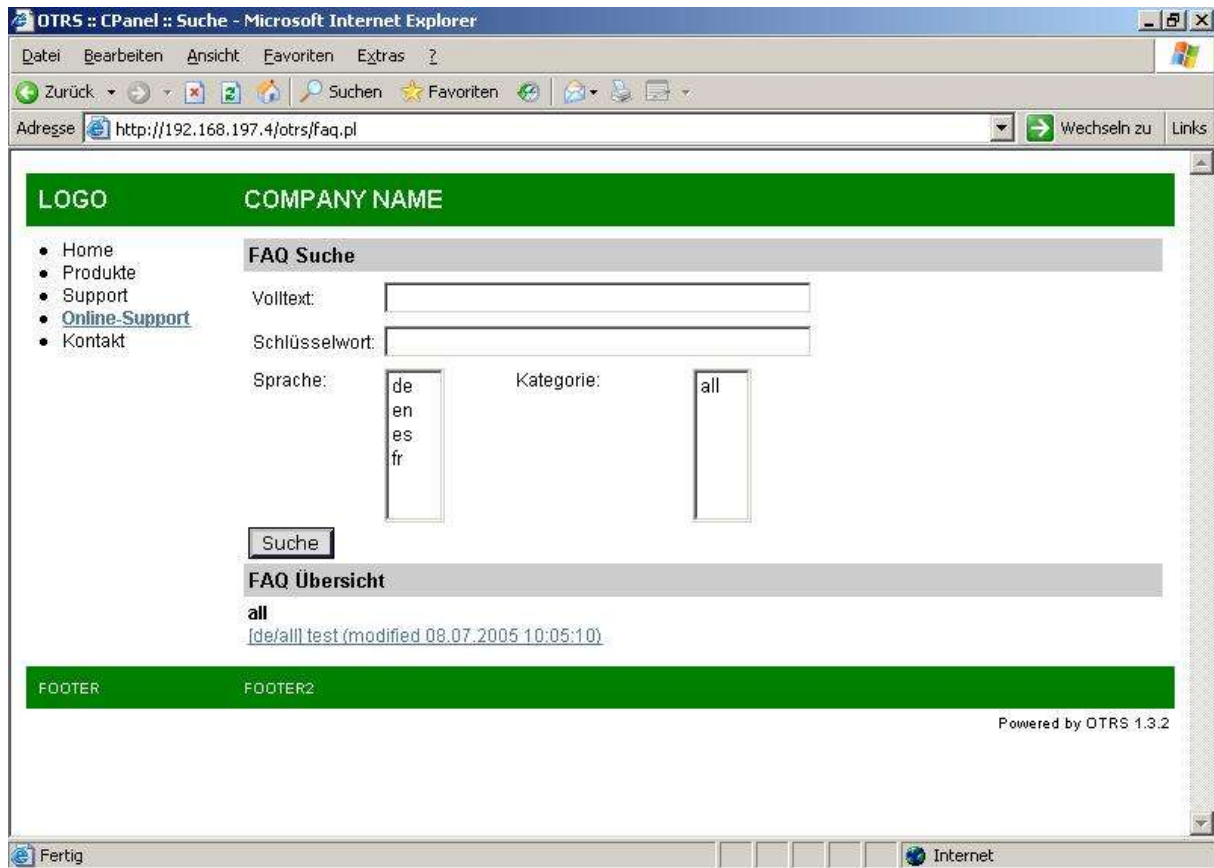 OTRS :: CPanel :: Suche - Microsoft Internet Explorer
Datei Bearbeiten Ansicht Favoriten Extras ?
Zurück Suchen Favoriten
Adresse http://192.168.197.4/otrs/faq.pl Wechseln zu Links
LOGO COMPANY NAME
Home
Produkte
Support
Online-Support
Kontakt
FAQ Suche
Volltext:
Schlüsselwort:
Sprache: de Kategorie: all
en
es
fr
Suche
FAQ Übersicht
all
[de/all] test (modified 08.07.2005 10:05:10)
FOOTER FOOTER2
Powered by OTRS 1.3.2
Fertig Internet